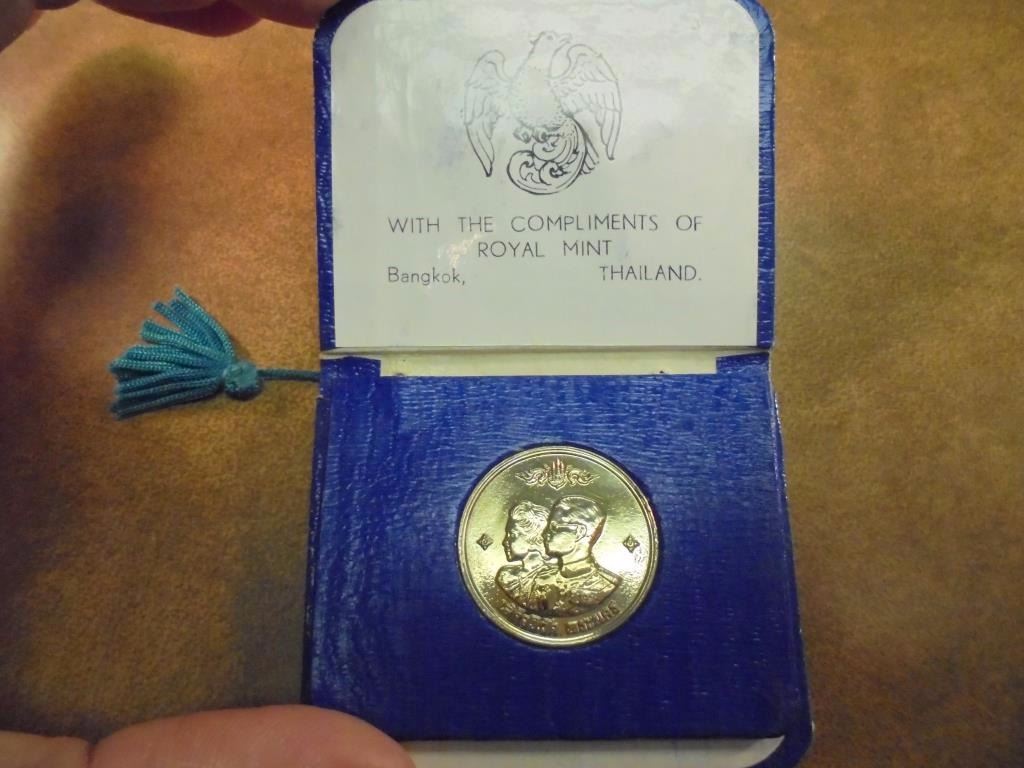 WITH THE COMPLIMENTS OF
ROYAL MINT
Bangkok, THAILAND.